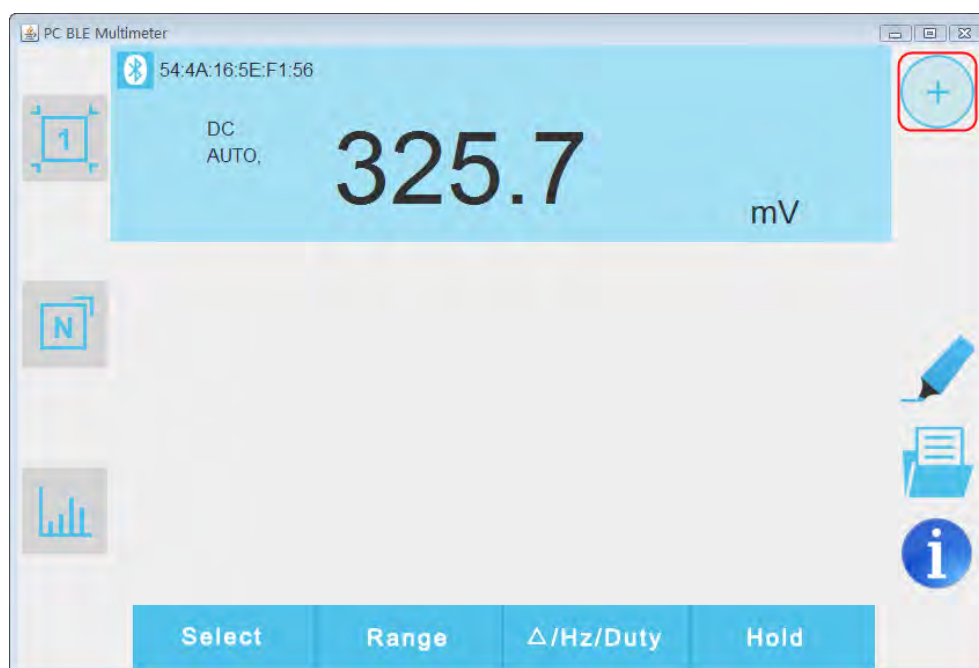 PC BLE Multimeter
54:4A:16:5E:F1:56
DC
AUTO,
325.7
mV
1
N
i
Select Range △/Hz/Duty Hold